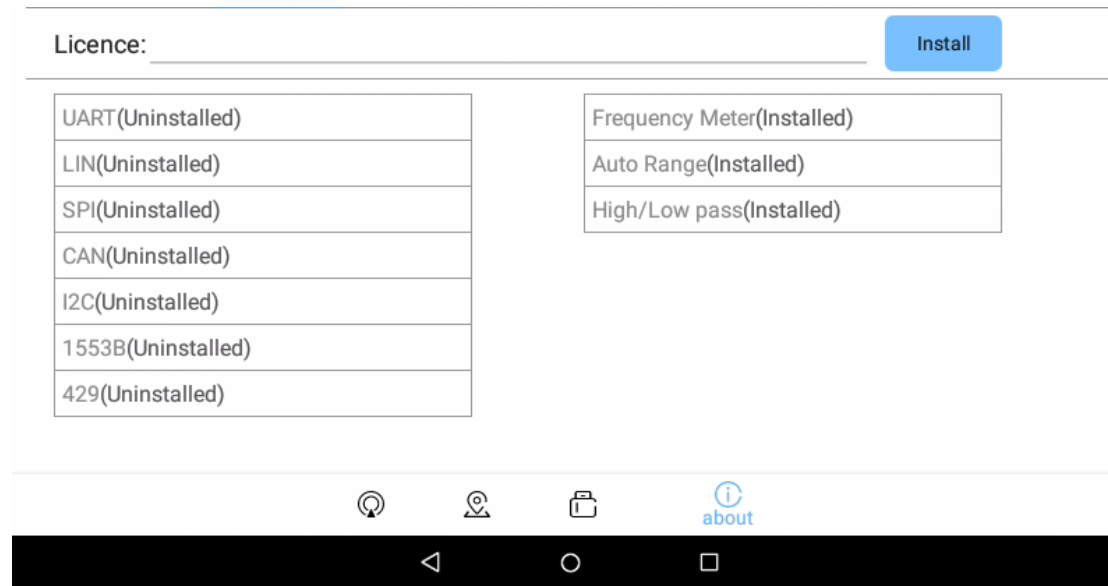 Licence:
Install
UART(Uninstalled)
LIN(Uninstalled)
SPI(Uninstalled)
CAN(Uninstalled)
I2C(Uninstalled)
1553B(Uninstalled)
429(Uninstalled)
Frequency Meter(Installed)
Auto Range(Installed)
High/Low pass(Installed)
about